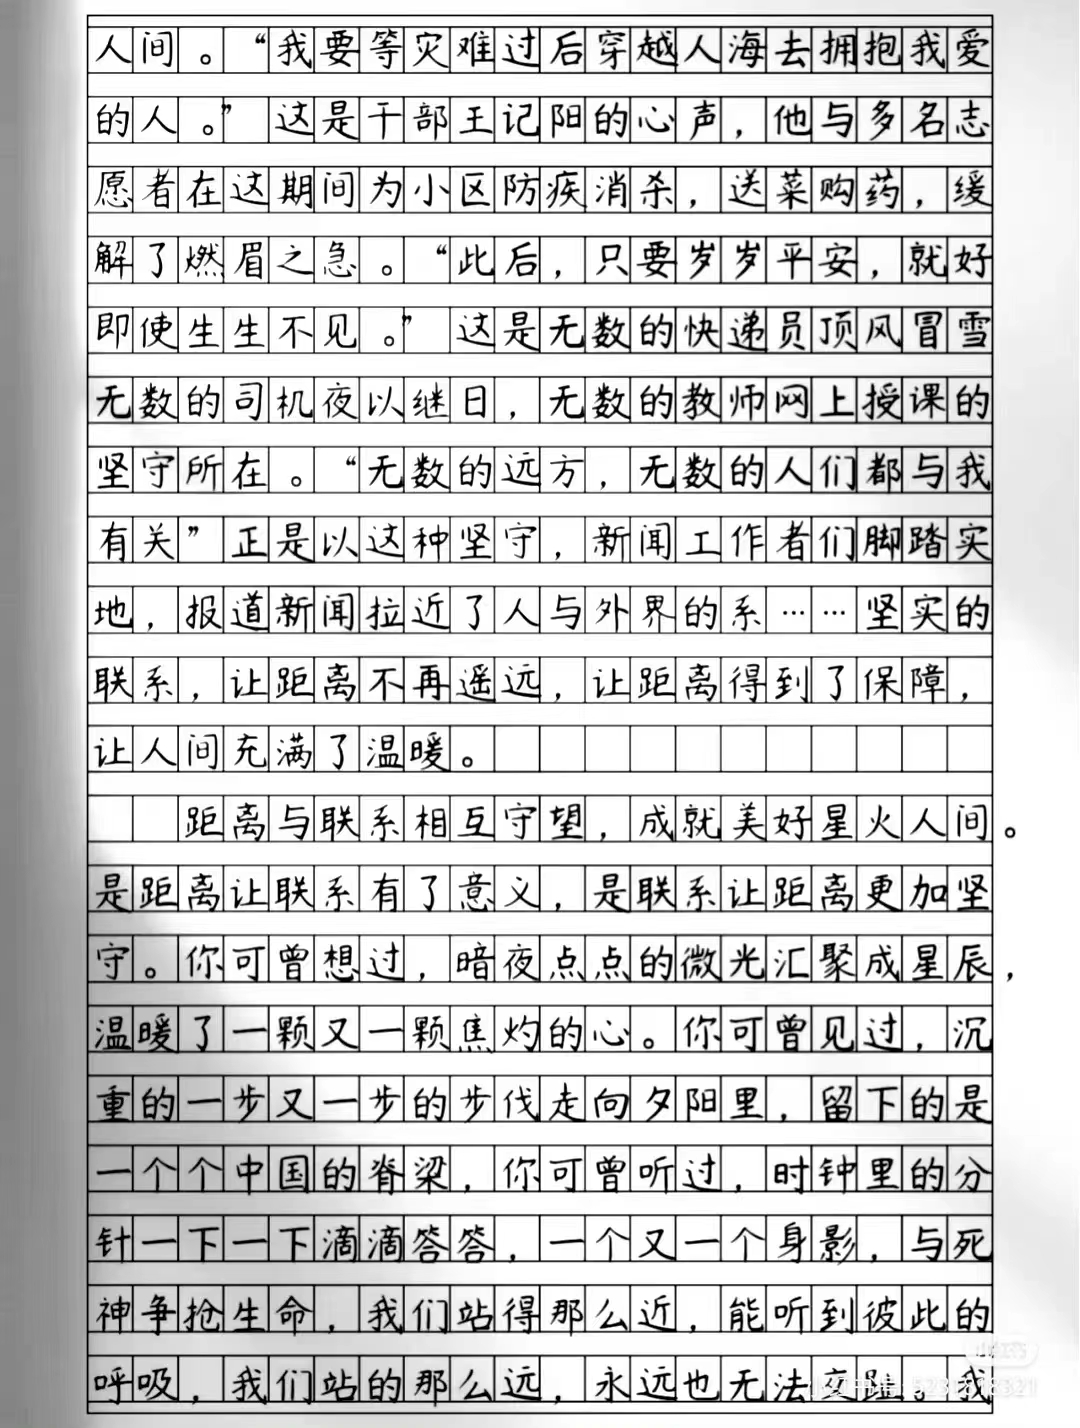 人间。“我要等灾难过后穿越人海去拥抱我爱
的人。”这是干部王记阳的心声，他与多名志
愿者在这期间为小区防疾消杀，送菜购药，缓
解了燃眉之急。“此后，只要岁岁平安，就好
即使生生不见。”这是无数的快递员顶风冒雪
无数的司机夜以继日，无数的教师网上授课的
坚守所在。“无数的远方，无数的人们都与我
有关”正是以这种坚守，新闻工作者们脚踏实
地，报道新闻拉近了人与外界的系……坚实的
联系，让距离不再遥远，让距离得到了保障，
让人间充满了温暖。
距离与联系相互守望，成就美好星火人间。
是距离让联系有了意义，是联系让距离更加坚
守。你可曾想过，暗夜点点的微光汇聚成星辰，
温暖了一颗又一颗焦灼的心。你可曾见过，沉
重的一步又一步的步伐走向夕阳里，留下的是
一个个中国的脊梁，你可曾听过，时钟里的分
针一下一下滴滴答答，一个又一个身影，与死
神争抢生命，我们站得那么近，能听到彼此的
呼吸，我们站的那么远，永远也无法交趾。我
小红书